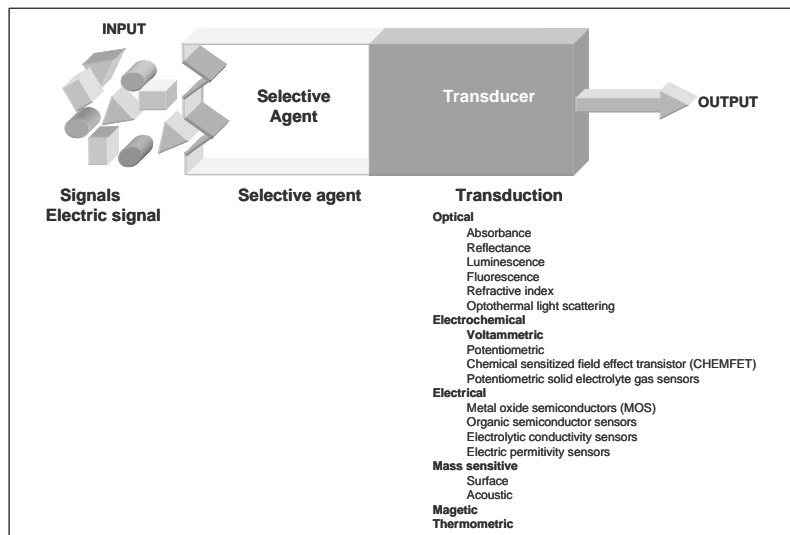 INPUT
Selective
Agent
Transducer
OUTPUT
Signals
Electric signal
Selective agent
Transduction
Optical
Absorbance
Reflectance
Luminescence
Fluorescence
Refractive index
Optothermal light scattering
Electrochemical
Voltammetric
Potentiometric
Chemical sensitized field effect transistor (CHEMFET)
Potentiometric solid electrolyte gas sensors
Electrical
Metal oxide semiconductors (MOS)
Organic semiconductor sensors
Electrolytic conductivity sensors
Electric permitivity sensors
Mass sensitive
Surface
Acoustic
Magetic
Thermometric